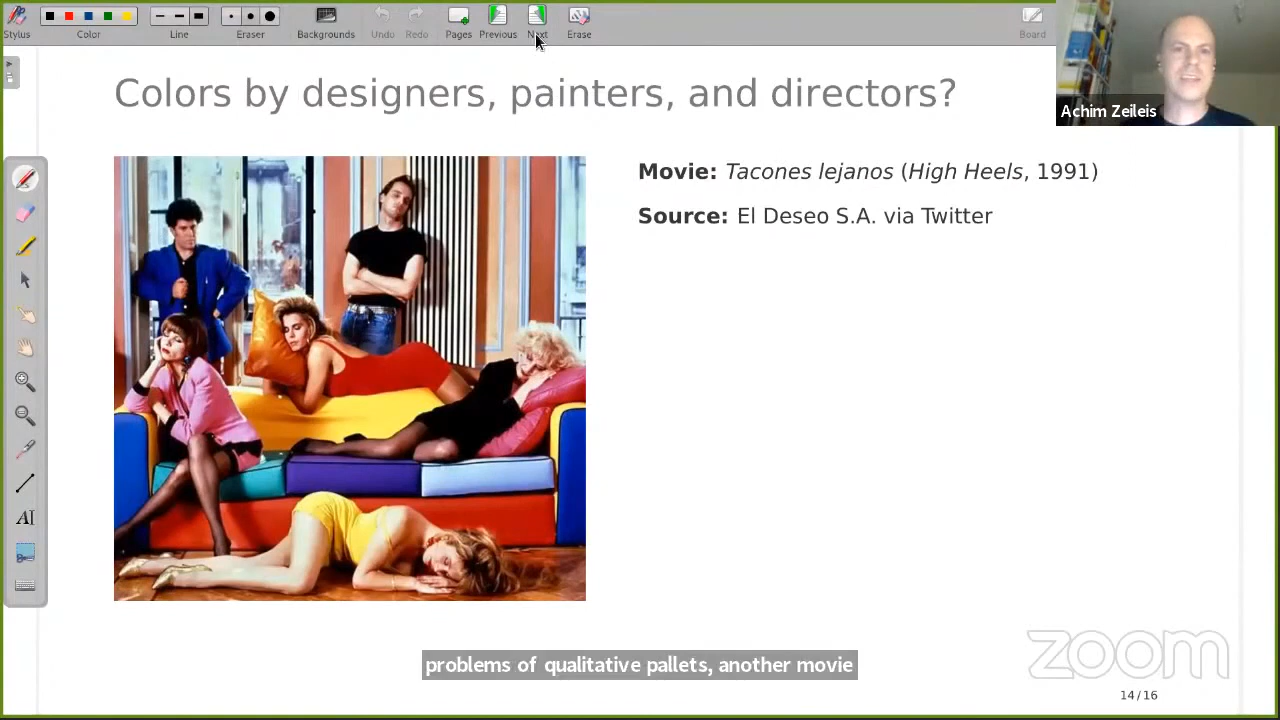 Stylus
Color
Line
Eraser
Backgrounds
Undo
Redo
Pages
Previous
Next
Erase
Board
Achim Zeileis
Colors by designers, painters, and directors?
Movie: Tacones lejanos (High Heels, 1991)
Source: El Deseo S.A. via Twitter
AI
problems of qualitative pallets, another movie
zoom
14/16